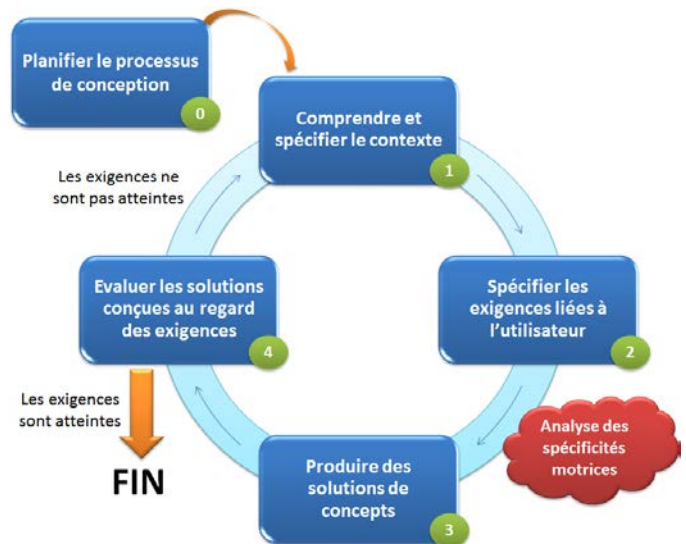 Planifier le processus
de conception
0
Comprendre et
spécifier le contexte
1
Les exigences ne
sont pas atteintes
Evaluer les solutions
conçues au regard
des exigences
4
Spécifier les
exigences liées à
l'utilisateur
2
Les exigences
sont atteintes
FIN
Analyse des
spécificités
motrices
Produire des
solutions de
concepts
3